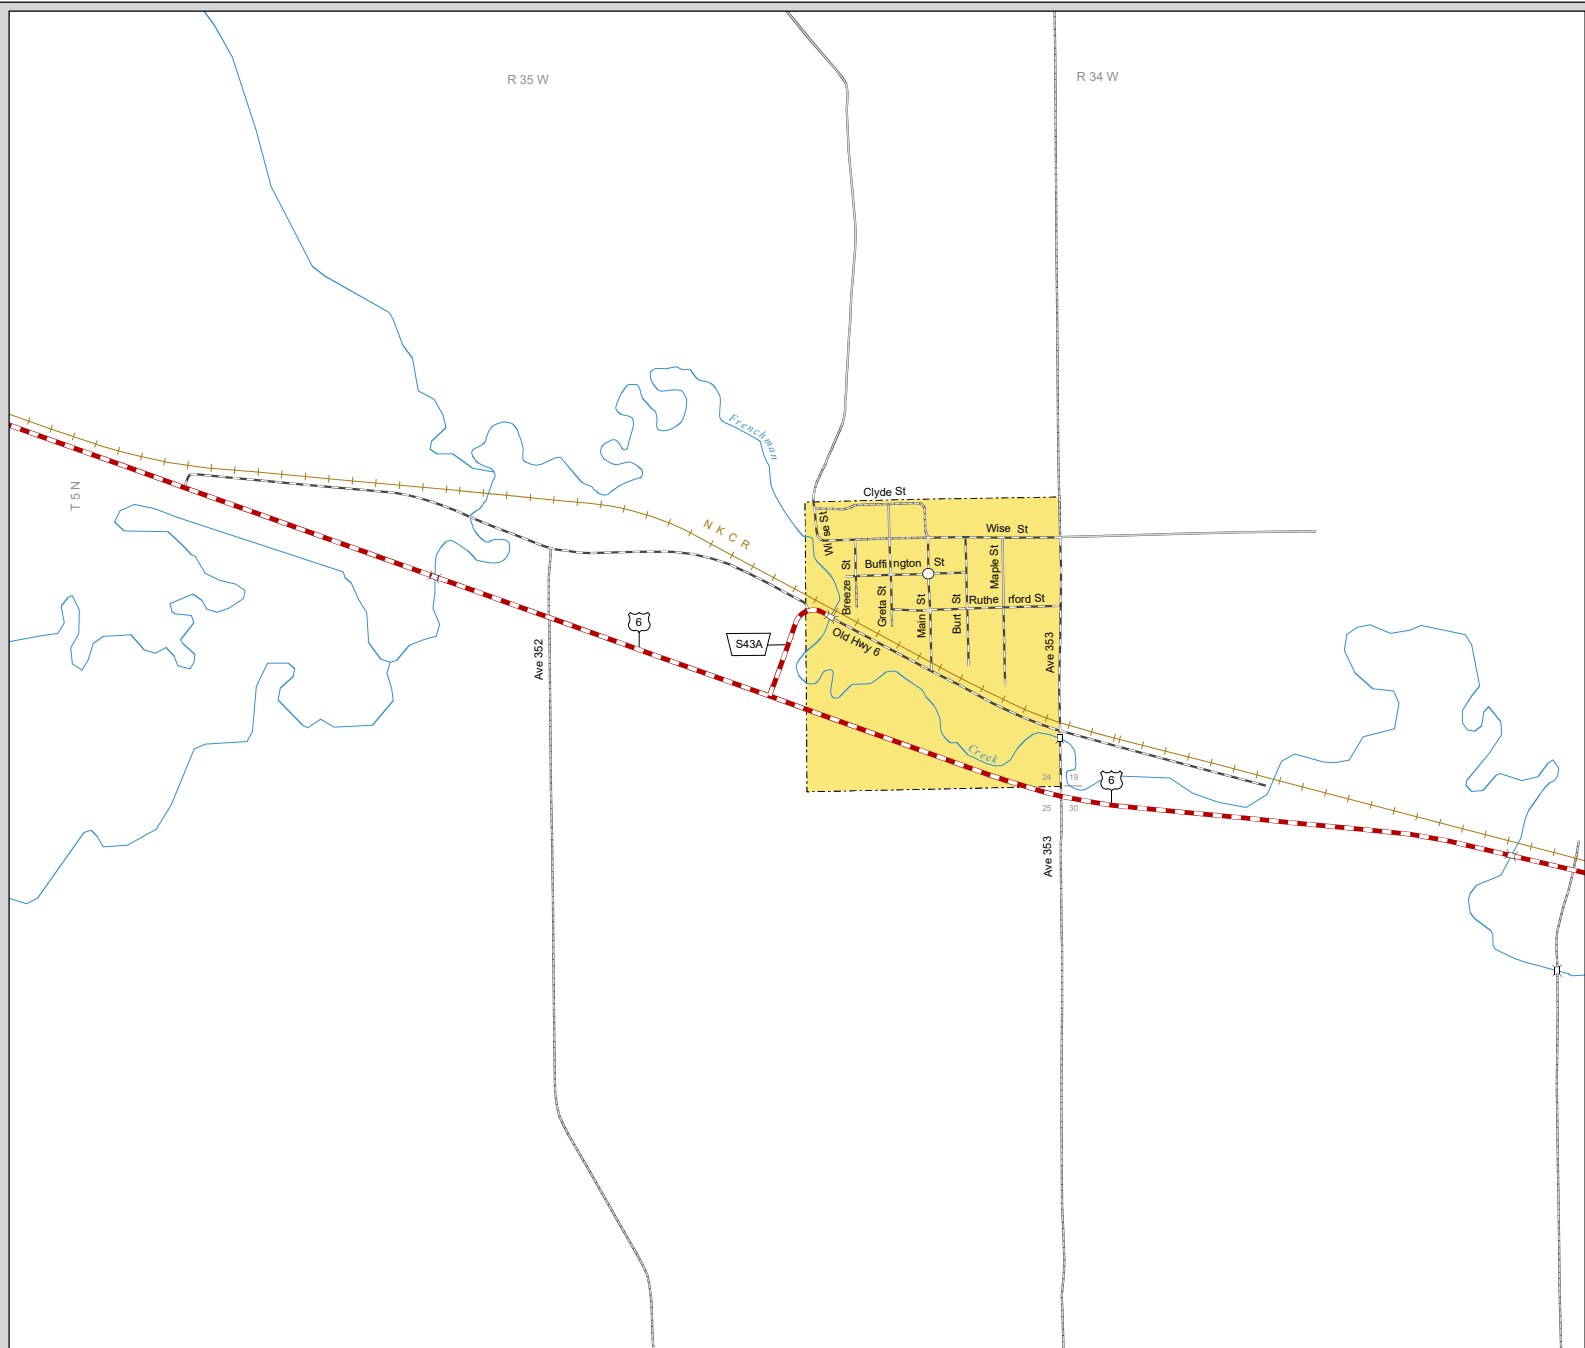 R 35 W
R 34 W
Frenchman
T 5 N
N K C R
Clyde St
Wise St
Wise St
Buffington St
Breeze St
Greta St
Main St
Burt St
Maple St
Rutherford St
6
S43A
Old Hwy 6
Ave 352
Ave 353
Creek
24 19
25 30
6
Ave 353